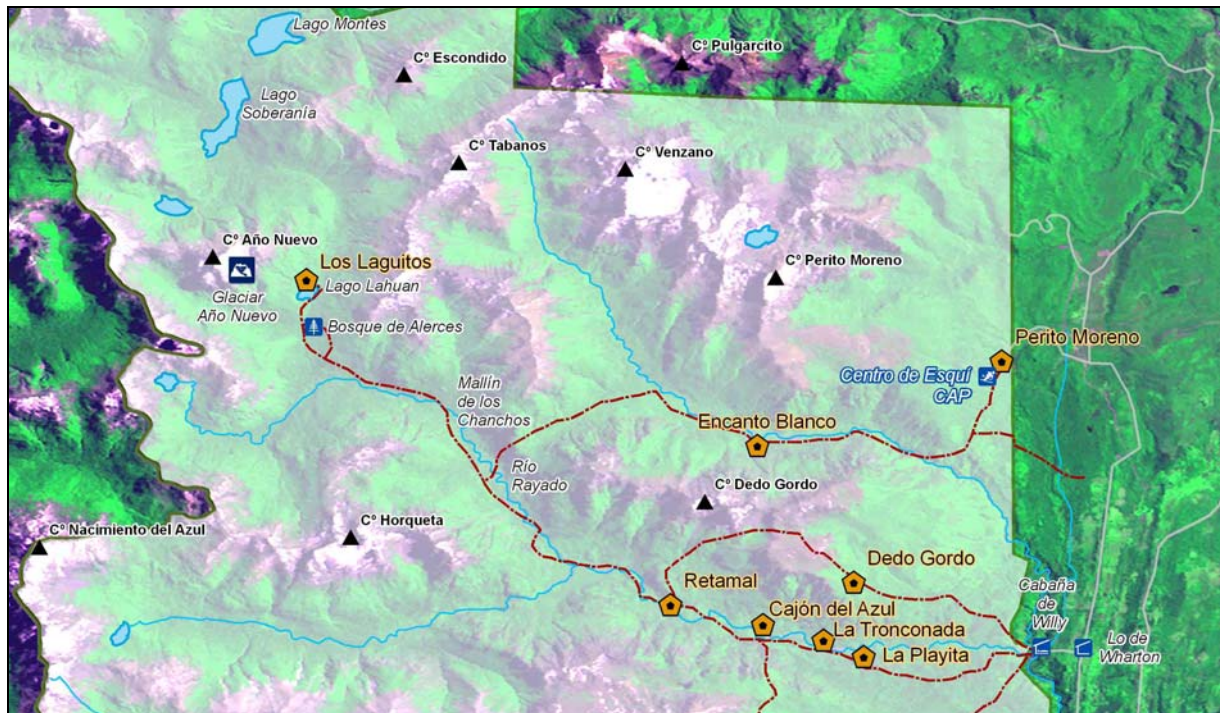 Lago Montes
Cº Escondido
Cº Pulgarcito
Lago
Soberanía
Cº Tabanos
Cº Venzano
Cº Año Nuevo
Los Laguitos
Cº Perito Moreno
Lago Lahuan
Glaciar
Año Nuevo
Bosque de Alerces
Perito Moreno
Centro de Esquí
CAP
Mallín
de los
Chanchos
Encanto Blanco
Río
Rayado
Cº Dedo Gordo
Cº Nacimiento del Azul
Cº Horqueta
Dedo Gordo
Retamal
Cabaña
de
Willy
Cajón del Azul
La Tronconada
Lo de
Wharton
La Playita